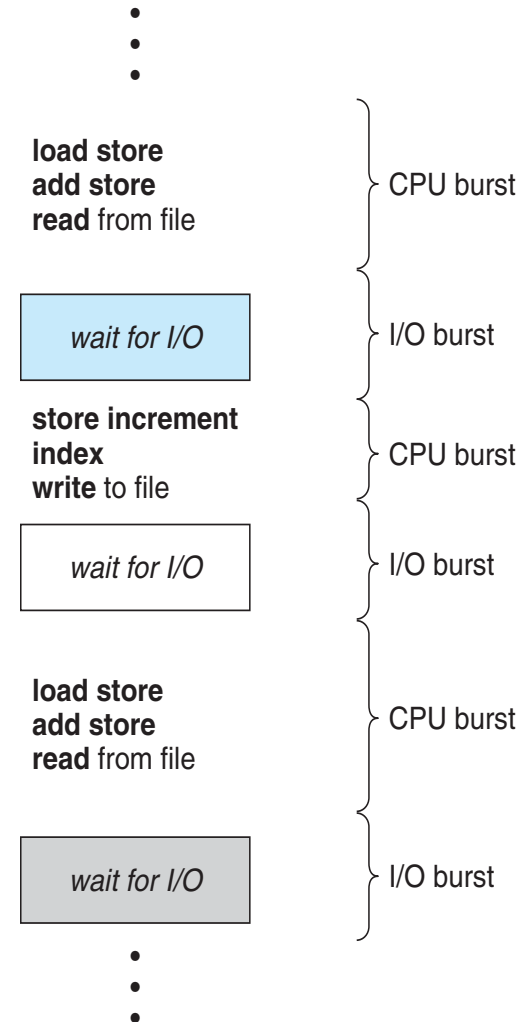 load store
add store
read from file
CPU burst
wait for I/O
I/O burst
store increment
index
write to file
CPU burst
wait for I/O
I/O burst
load store
add store
read from file
CPU burst
wait for I/O
I/O burst